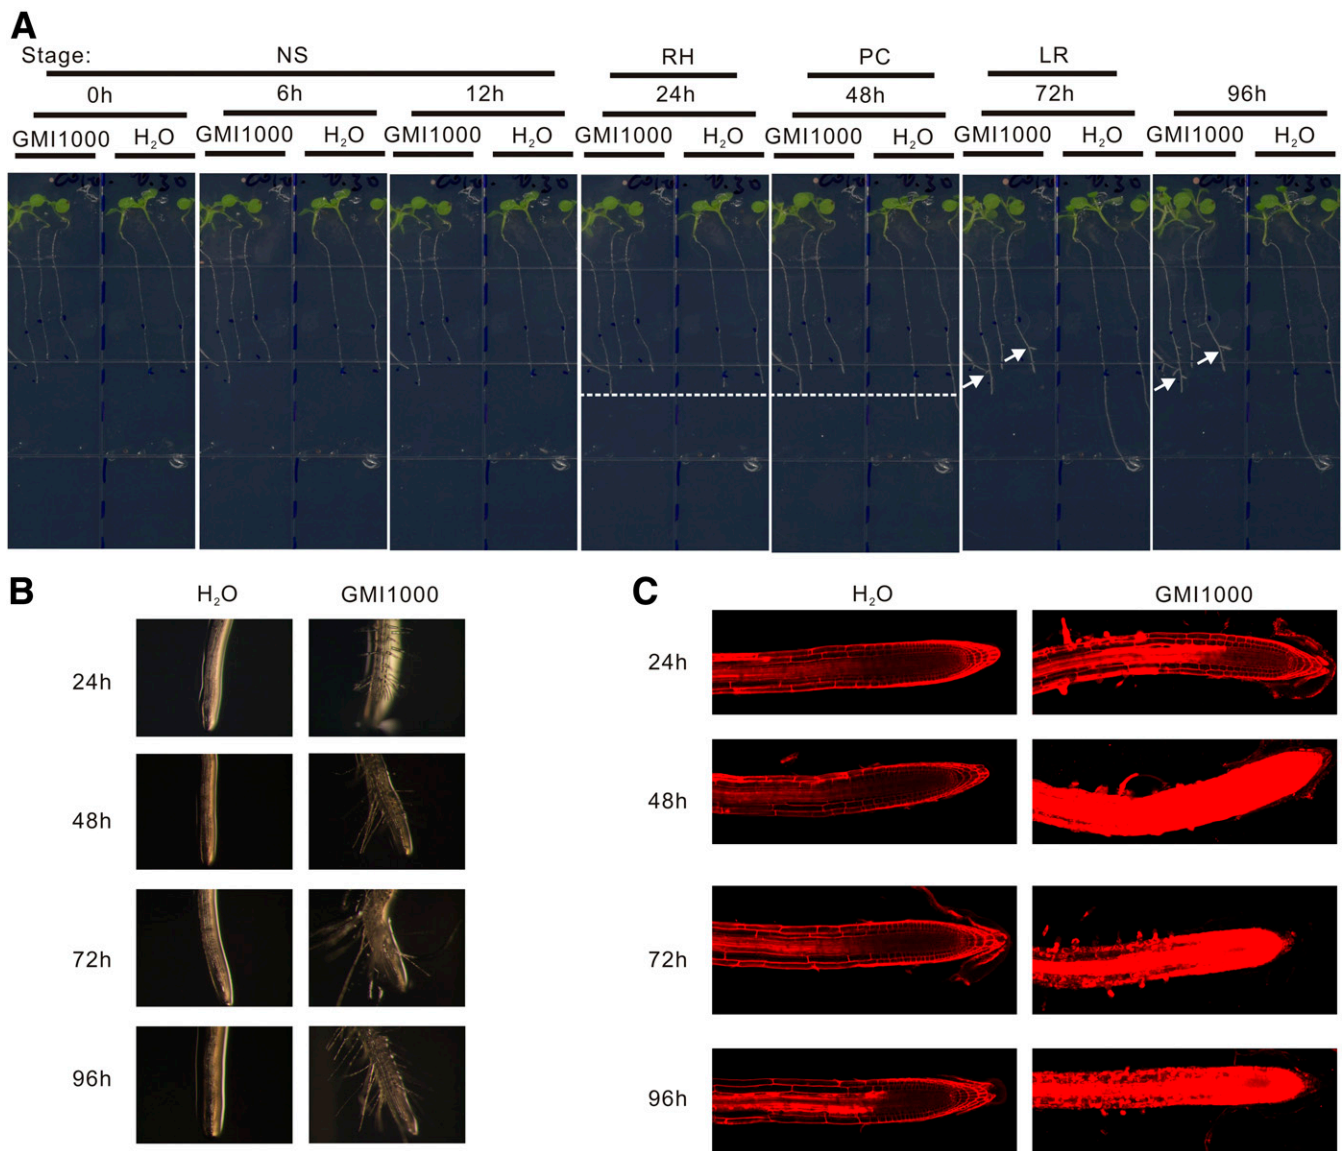 A
Stage: NS RH PC LR
0h 6h 12h 24h 48h 72h 96h
GMI1000 H₂O GMI1000 H₂O GMI1000 H₂O GMI1000 H₂O GMI1000 H₂O GMI1000 H₂O GMI1000 H₂O
B
H₂O GMI1000
24h
48h
72h
96h
C
H₂O GMI1000
24h
48h
72h
96h